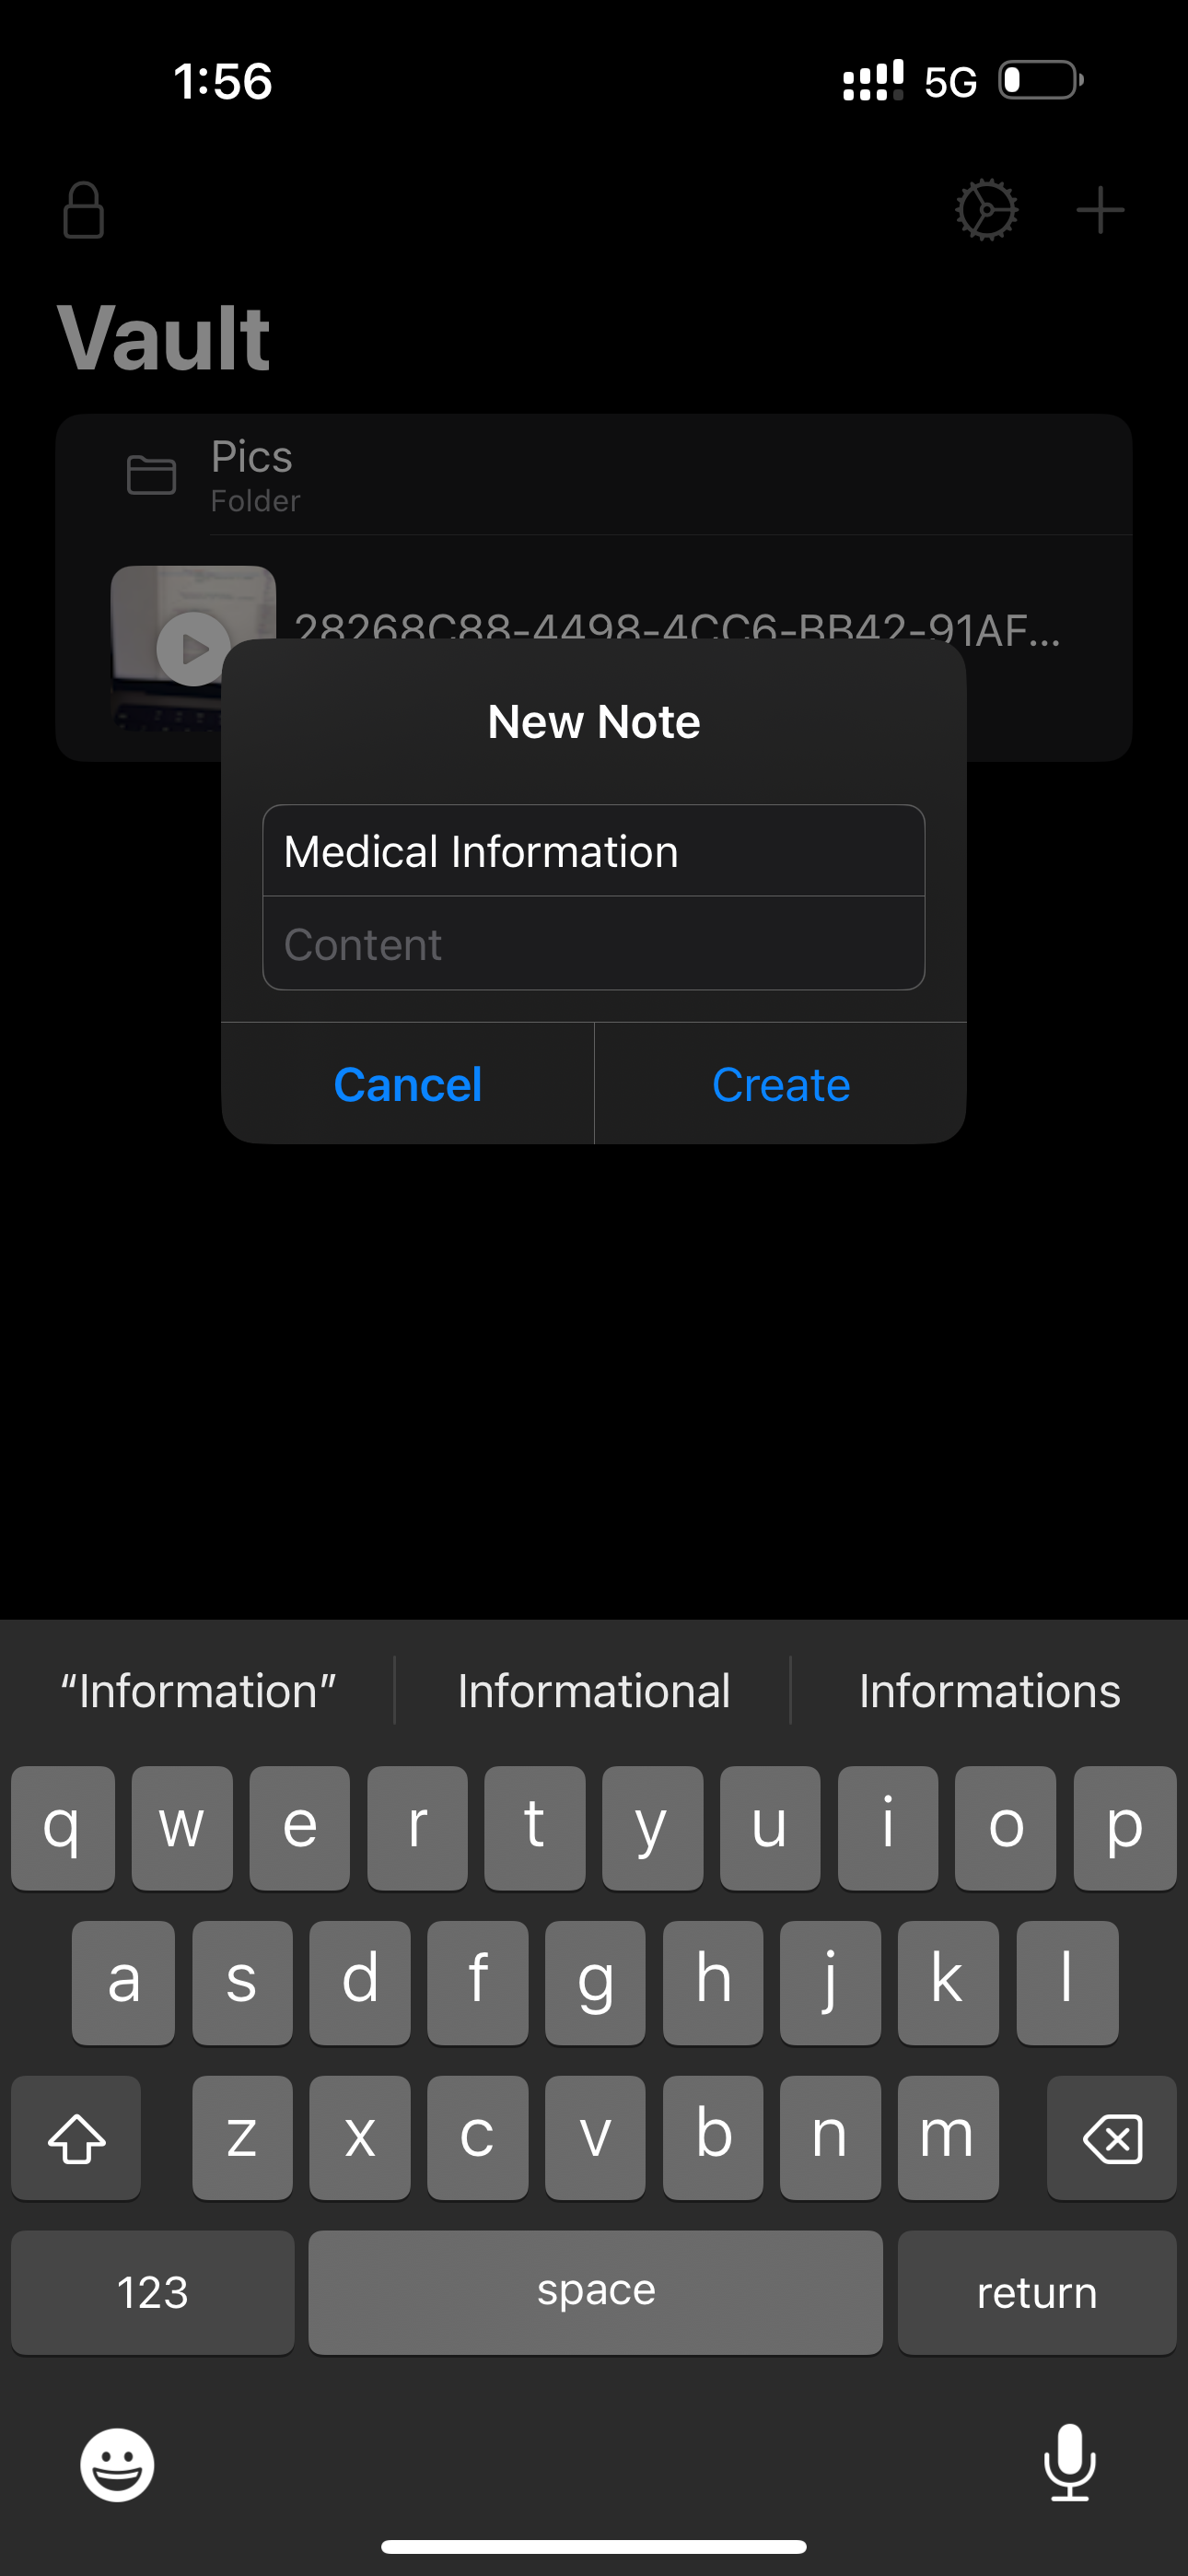 1:56 5G
Vault
Pics
Folder
28268C88-4498-4CC6-BB42-91AF...
New Note
Medical Information
Content
Cancel Create
“Information” Informational Informations
q w e r t y u i o p
a s d f g h j k l
z x c v b n m
123 space return